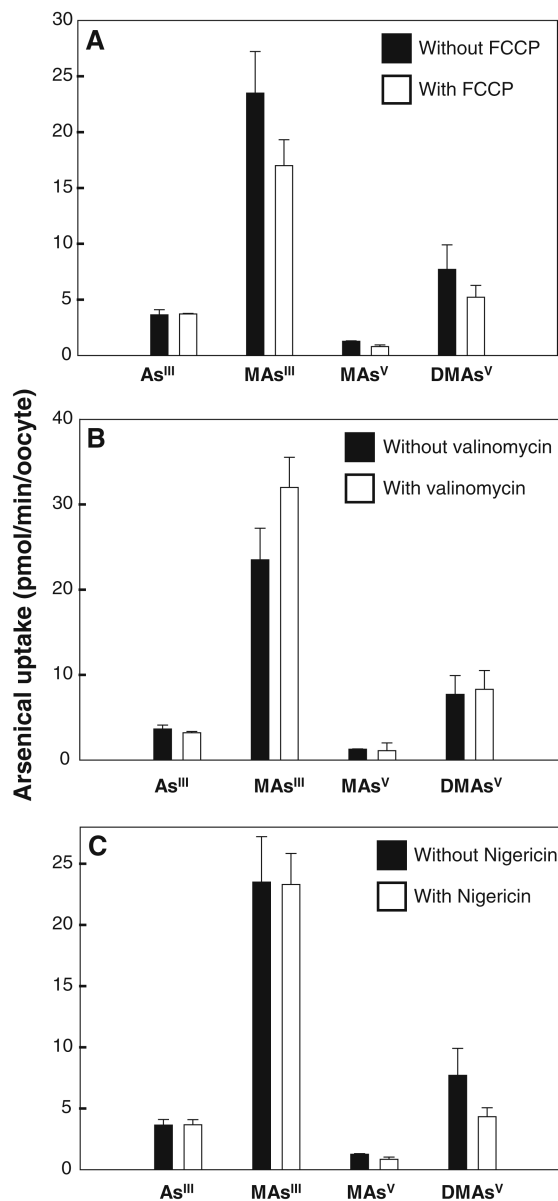 Arsenical uptake (pmol/min/oocyte)
A
Without FCCP
With FCCP
30
25
20
15
10
5
0
As^III MAs^III MAs^V DMAs^V
B
Without valinomycin
With valinomycin
40
30
20
10
0
As^III MAs^III MAs^V DMAs^V
C
Without Nigericin
With Nigericin
25
20
15
10
5
0
As^III MAs^III MAs^V DMAs^V